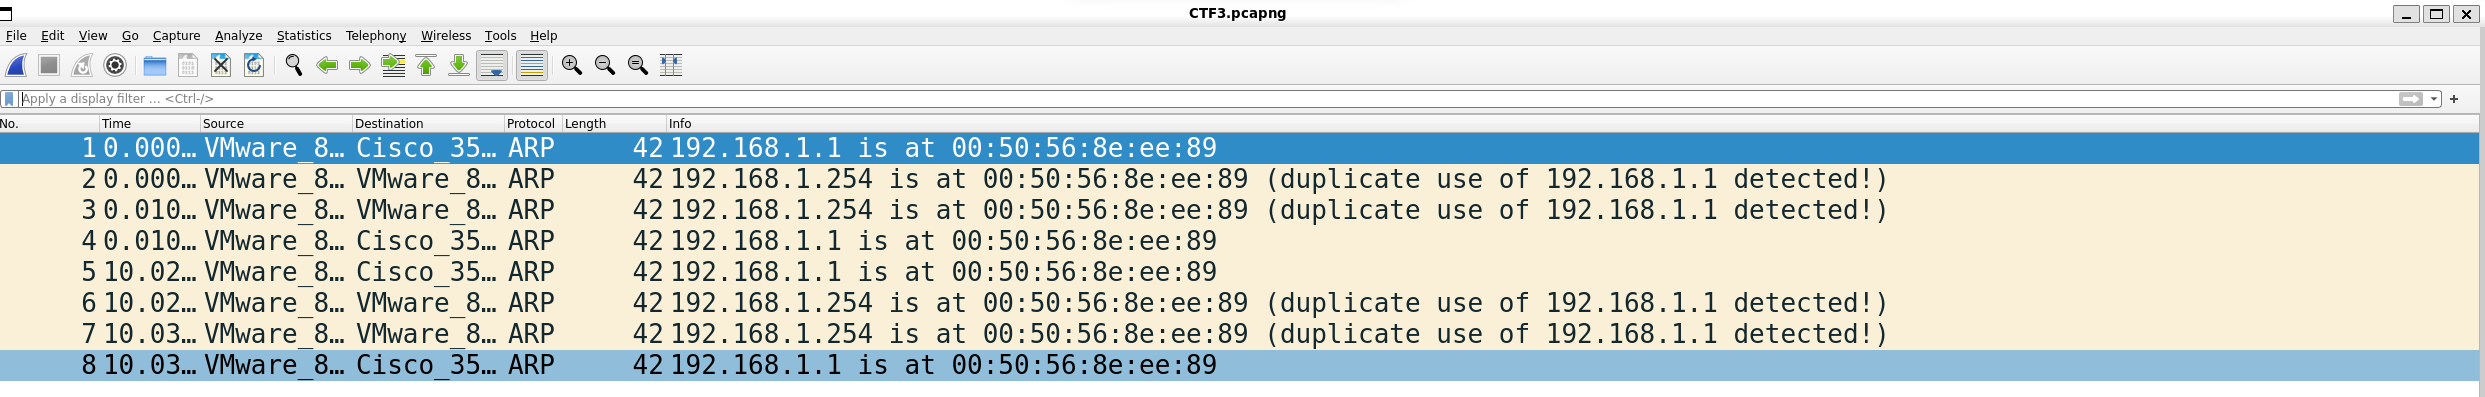 CTF3.pcapng
File Edit View Go Capture Analyze Statistics Telephony Wireless Tools Help
Apply a display filter ... <Ctrl-/>
No. Time Source Destination Protocol Length Info
1 0.000… VMware_8… Cisco_35… ARP 42 192.168.1.1 is at 00:50:56:8e:ee:89
2 0.000… VMware_8… VMware_8… ARP 42 192.168.1.254 is at 00:50:56:8e:ee:89 (duplicate use of 192.168.1.1 detected!)
3 0.010… VMware_8… VMware_8… ARP 42 192.168.1.254 is at 00:50:56:8e:ee:89 (duplicate use of 192.168.1.1 detected!)
4 0.010… VMware_8… Cisco_35… ARP 42 192.168.1.1 is at 00:50:56:8e:ee:89
5 10.02… VMware_8… Cisco_35… ARP 42 192.168.1.1 is at 00:50:56:8e:ee:89
6 10.02… VMware_8… VMware_8… ARP 42 192.168.1.254 is at 00:50:56:8e:ee:89 (duplicate use of 192.168.1.1 detected!)
7 10.03… VMware_8… VMware_8… ARP 42 192.168.1.254 is at 00:50:56:8e:ee:89 (duplicate use of 192.168.1.1 detected!)
8 10.03… VMware_8… Cisco_35… ARP 42 192.168.1.1 is at 00:50:56:8e:ee:89